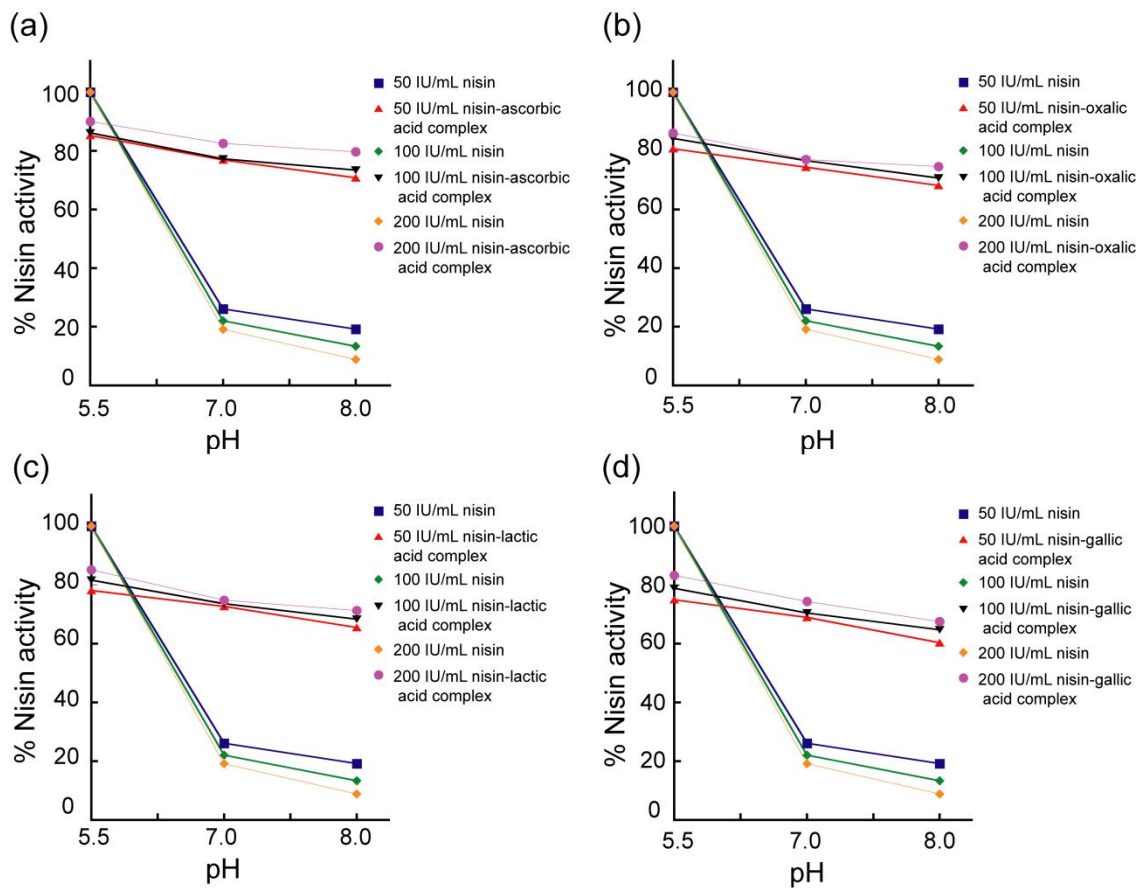 (a)
% Nisin activity
100
80
60
40
20
0
5.5
7.0
8.0
pH
50 IU/mL nisin
50 IU/mL nisin-ascorbic
acid complex
100 IU/mL nisin
100 IU/mL nisin-ascorbic
acid complex
200 IU/mL nisin
200 IU/mL nisin-ascorbic
acid complex
(b)
% Nisin activity
100
80
60
40
20
0
5.5
7.0
8.0
pH
50 IU/mL nisin
50 IU/mL nisin-oxalic
acid complex
100 IU/mL nisin
100 IU/mL nisin-oxalic
acid complex
200 IU/mL nisin
200 IU/mL nisin-oxalic
acid complex
(c)
% Nisin activity
100
80
60
40
20
0
5.5
7.0
8.0
pH
50 IU/mL nisin
50 IU/mL nisin-lactic
acid complex
100 IU/mL nisin
100 IU/mL nisin-lactic
acid complex
200 IU/mL nisin
200 IU/mL nisin-lactic
acid complex
(d)
% Nisin activity
100
80
60
40
20
0
5.5
7.0
8.0
pH
50 IU/mL nisin
50 IU/mL nisin-gallic
acid complex
100 IU/mL nisin
100 IU/mL nisin-gallic
acid complex
200 IU/mL nisin
200 IU/mL nisin-gallic
acid complex